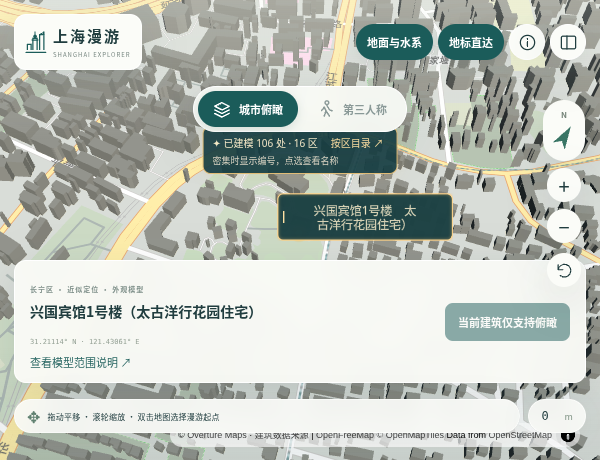 上海漫游
SHANGHAI EXPLORER
地面与水系
地标直达
城市俯瞰
第三人称
N
✦ 已建模 106 处 · 16 区 按区目录 ↗
密集时显示编号，点选查看名称
兴国宾馆1号楼（太
古洋行花园住宅）
+
−
长宁区 · 近似定位 · 外观模型
兴国宾馆1号楼（太古洋行花园住宅）
31.21114° N · 121.43061° E
查看模型范围说明 ↗
当前建筑仅支持俯瞰
拖动平移 · 滚轮缩放 · 双击地图选择漫游起点
0 m
© Overture Maps · 建筑数据来源 | OpenFreeMap © OpenMapTiles Data from OpenStreetMap